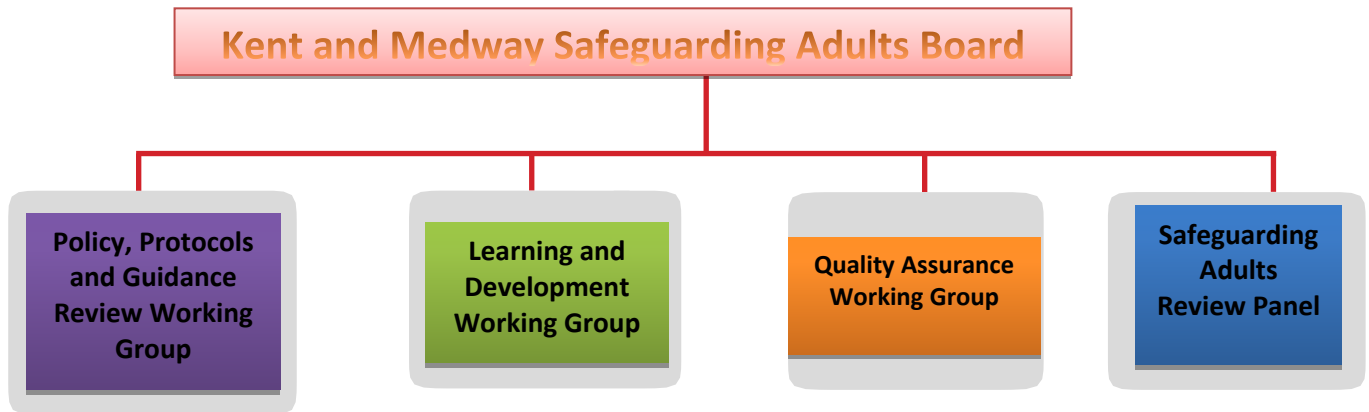 Kent and Medway Safeguarding Adults Board
Policy, Protocols
and Guidance
Review Working
Group
Learning and
Development
Working Group
Quality Assurance
Working Group
Safeguarding
Adults
Review Panel